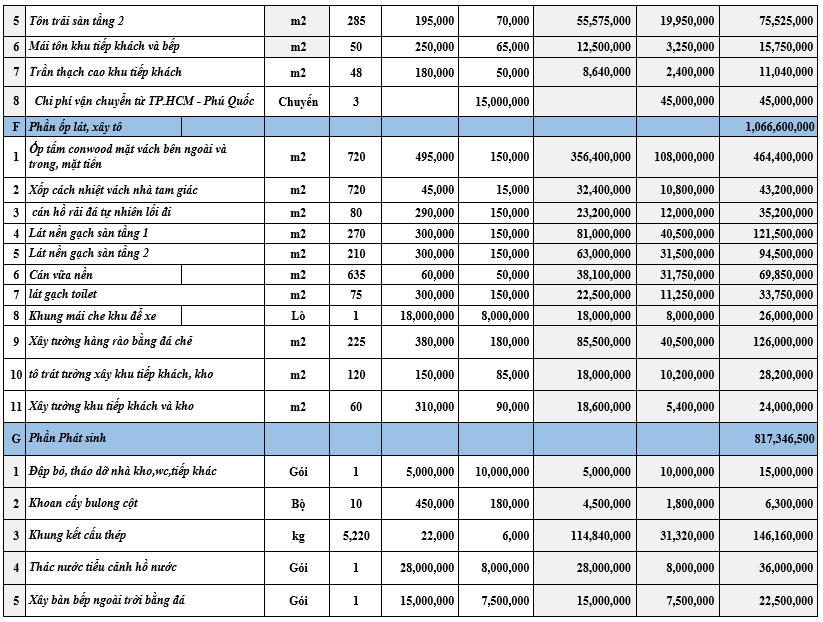 5 Tôn trải sàn tầng 2 m2 285 195,000 70,000 55,575,000 19,950,000 75,525,000
6 Mái tôn khu tiếp khách và bếp m2 50 250,000 65,000 12,500,000 3,250,000 15,750,000
7 Trần thạch cao khu tiếp khách m2 48 180,000 50,000 8,640,000 2,400,000 11,040,000
8 Chi phí vận chuyển từ TP.HCM - Phú Quốc Chuyến 3 15,000,000 45,000,000 45,000,000
F Phần ốp lát, xây tô 1,066,600,000
1 Ốp tấm conwood mặt vách bên ngoài và
trong, mặt tiền m2 720 495,000 150,000 356,400,000 108,000,000 464,400,000
2 Xốp cách nhiệt vách nhà tam giác m2 720 45,000 15,000 32,400,000 10,800,000 43,200,000
3 cán hồ rải đá tự nhiên lối đi m2 80 290,000 150,000 23,200,000 12,000,000 35,200,000
4 Lát nền gạch sàn tầng 1 m2 270 300,000 150,000 81,000,000 40,500,000 121,500,000
5 Lát nền gạch sàn tầng 2 m2 210 300,000 150,000 63,000,000 31,500,000 94,500,000
6 Cán vữa nền m2 635 60,000 50,000 38,100,000 31,750,000 69,850,000
7 lát gạch toilet m2 75 300,000 150,000 22,500,000 11,250,000 33,750,000
8 Khung mái che khu để xe Lô 1 18,000,000 8,000,000 18,000,000 8,000,000 26,000,000
9 Xây tường hàng rào bằng đá chẻ m2 225 380,000 180,000 85,500,000 40,500,000 126,000,000
10 tô trát tường xây khu tiếp khách, kho m2 120 150,000 85,000 18,000,000 10,200,000 28,200,000
11 Xây tường khu tiếp khách và kho m2 60 310,000 90,000 18,600,000 5,400,000 24,000,000
G Phần Phát sinh 817,346,500
1 Đập bỏ, tháo dỡ nhà kho,wc,tiếp khác Gói 1 5,000,000 10,000,000 5,000,000 10,000,000 15,000,000
2 Khoan cấy bulong cột Bộ 10 450,000 180,000 4,500,000 1,800,000 6,300,000
3 Khung kết cấu thép kg 5,220 22,000 6,000 114,840,000 31,320,000 146,160,000
4 Thác nước tiểu cảnh hồ nước Gói 1 28,000,000 8,000,000 28,000,000 8,000,000 36,000,000
5 Xây bàn bếp ngoài trời bằng đá Gói 1 15,000,000 7,500,000 15,000,000 7,500,000 22,500,000